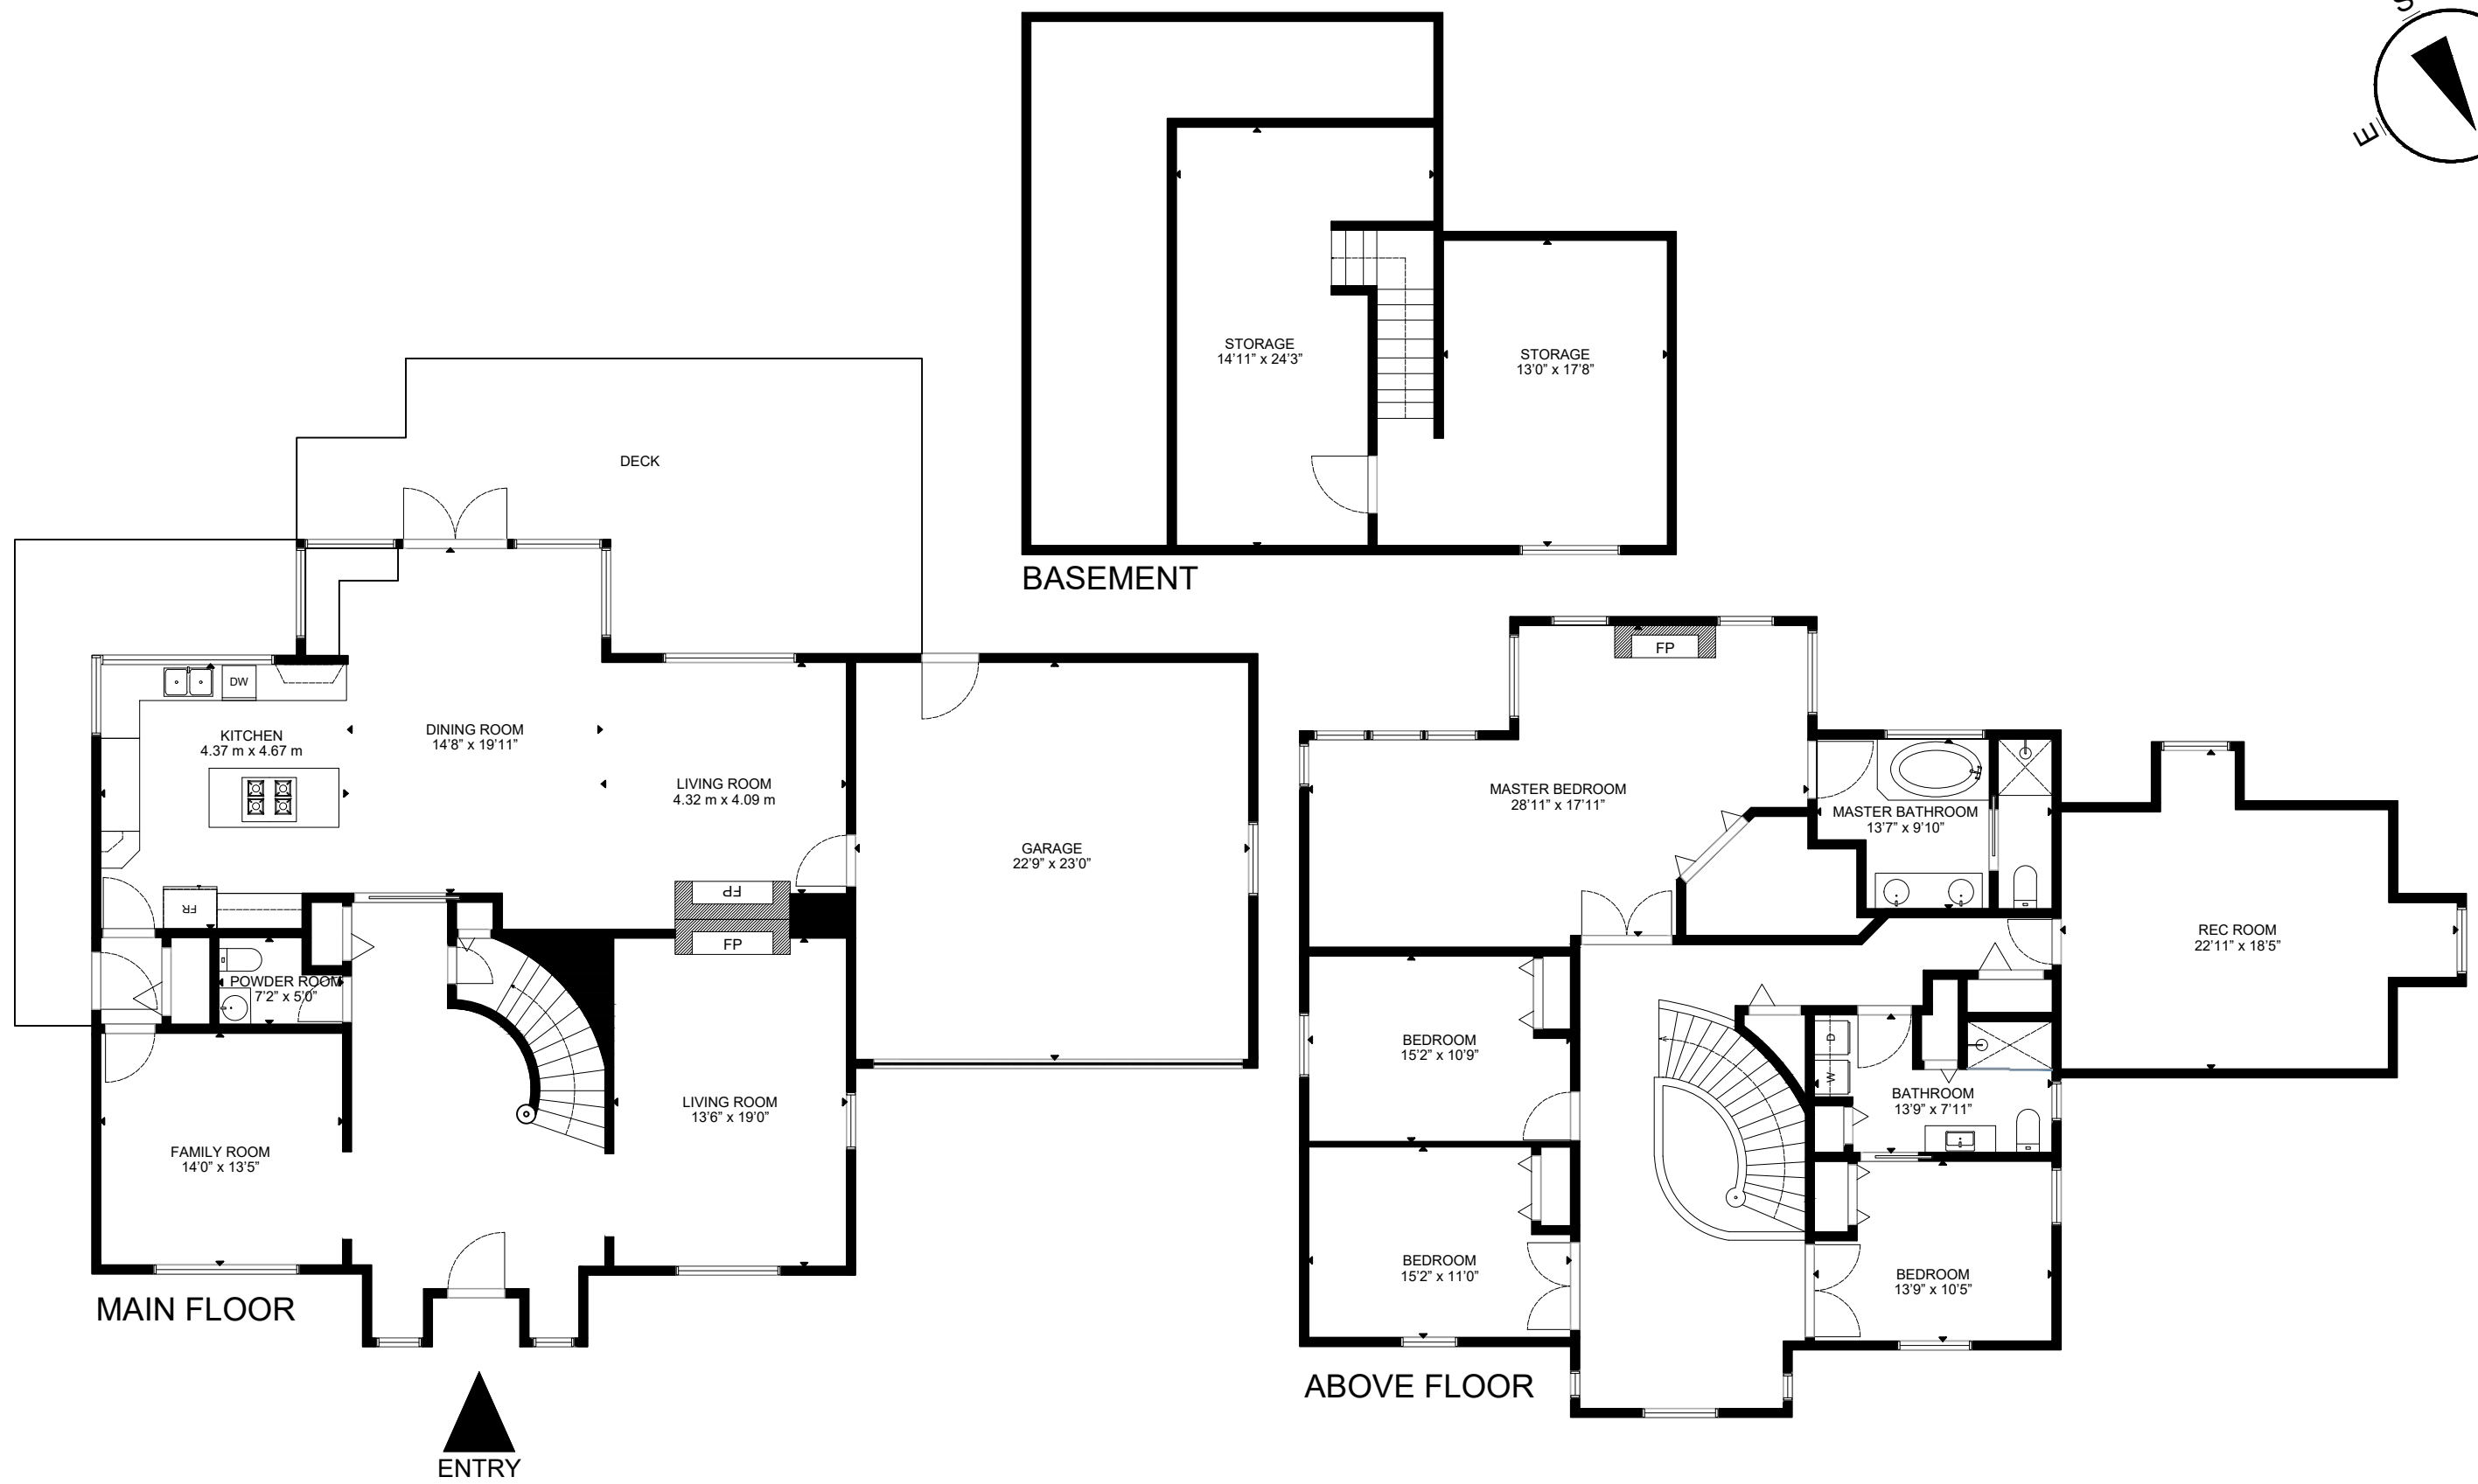 S
E
STORAGE
14'11” x 24'3”
STORAGE
13'0” x 17'8”
BASEMENT
DECK
DW
KITCHEN
4.37 m x 4.67 m
DINING ROOM
14'8” x 19'11”
LIVING ROOM
4.32 m x 4.09 m
GARAGE
22'9” x 23'0”
FR
FP
FP
POWDER ROOM
7'2” x 5'0”
LIVING ROOM
13'6” x 19'0”
FAMILY ROOM
14'0” x 13'5”
MAIN FLOOR
ENTRY
FP
MASTER BEDROOM
28'11” x 17'11”
MASTER BATHROOM
13'7” x 9'10”
REC ROOM
22'11” x 18'5”
BEDROOM
15'2” x 10'9”
D
W
BATHROOM
13'9” x 7'11”
BEDROOM
15'2” x 11'0”
BEDROOM
13'9” x 10'5”
ABOVE FLOOR